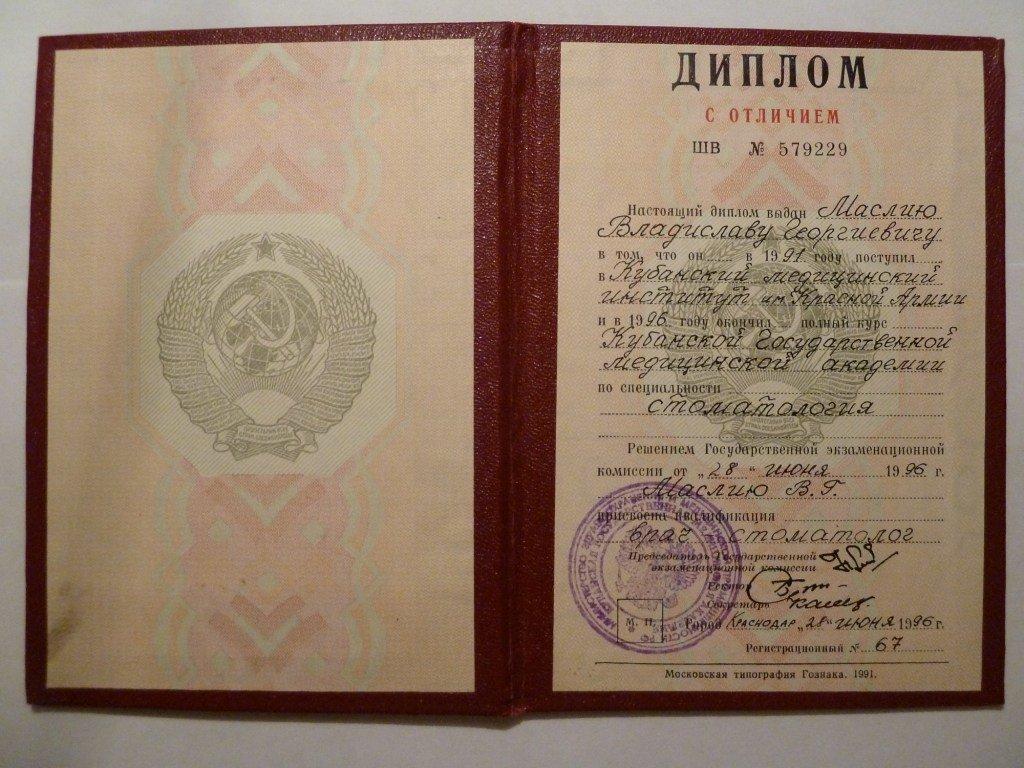 ДИПЛОМ
С ОТЛИЧИЕМ
ШВ № 579229
Настоящий диплом выдан Маслию
Владиславу Георгиевичу
в том, что он в 1991 году поступил
в Кубанский медицинский
институт им Красной Армии
и в 1996 году окончил полный курс
Кубанской Государственной
медицинской академии
по специальности
стоматология
Решением Государственной экзаменационной
комиссии от „28" июня 1996 г.
Маслию В.Г.
присвоена квалификация
врач стоматолог
Председатель Государственной
экзаменационной комиссии
Ректор
Секретарь
М. П. Город Краснодар „28" июня 1996 г.
Регистрационный № 67
Московская типография Гознака. 1991.